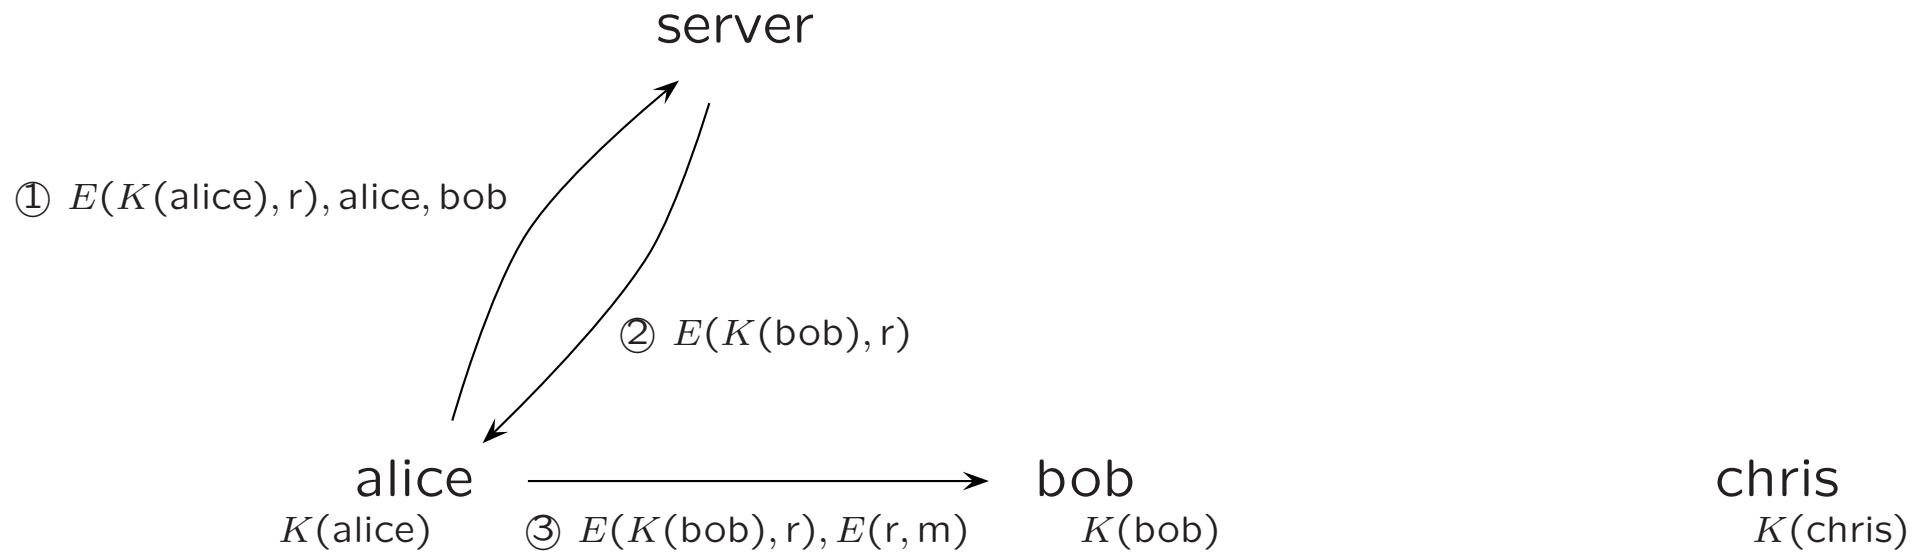 server
① E(K(alice), r), alice, bob
② E(K(bob), r)
alice
bob
chris
K(alice)
③ E(K(bob), r), E(r, m)
K(bob)
K(chris)